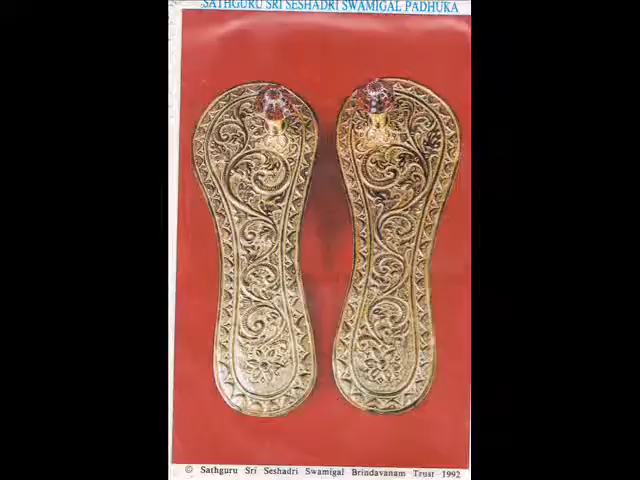 SATHGURU SRI SESHADRI SWAMIGAL PADHUKA
© Sathguru Sri Seshadri Swamigal Brindavanam Trust 1992